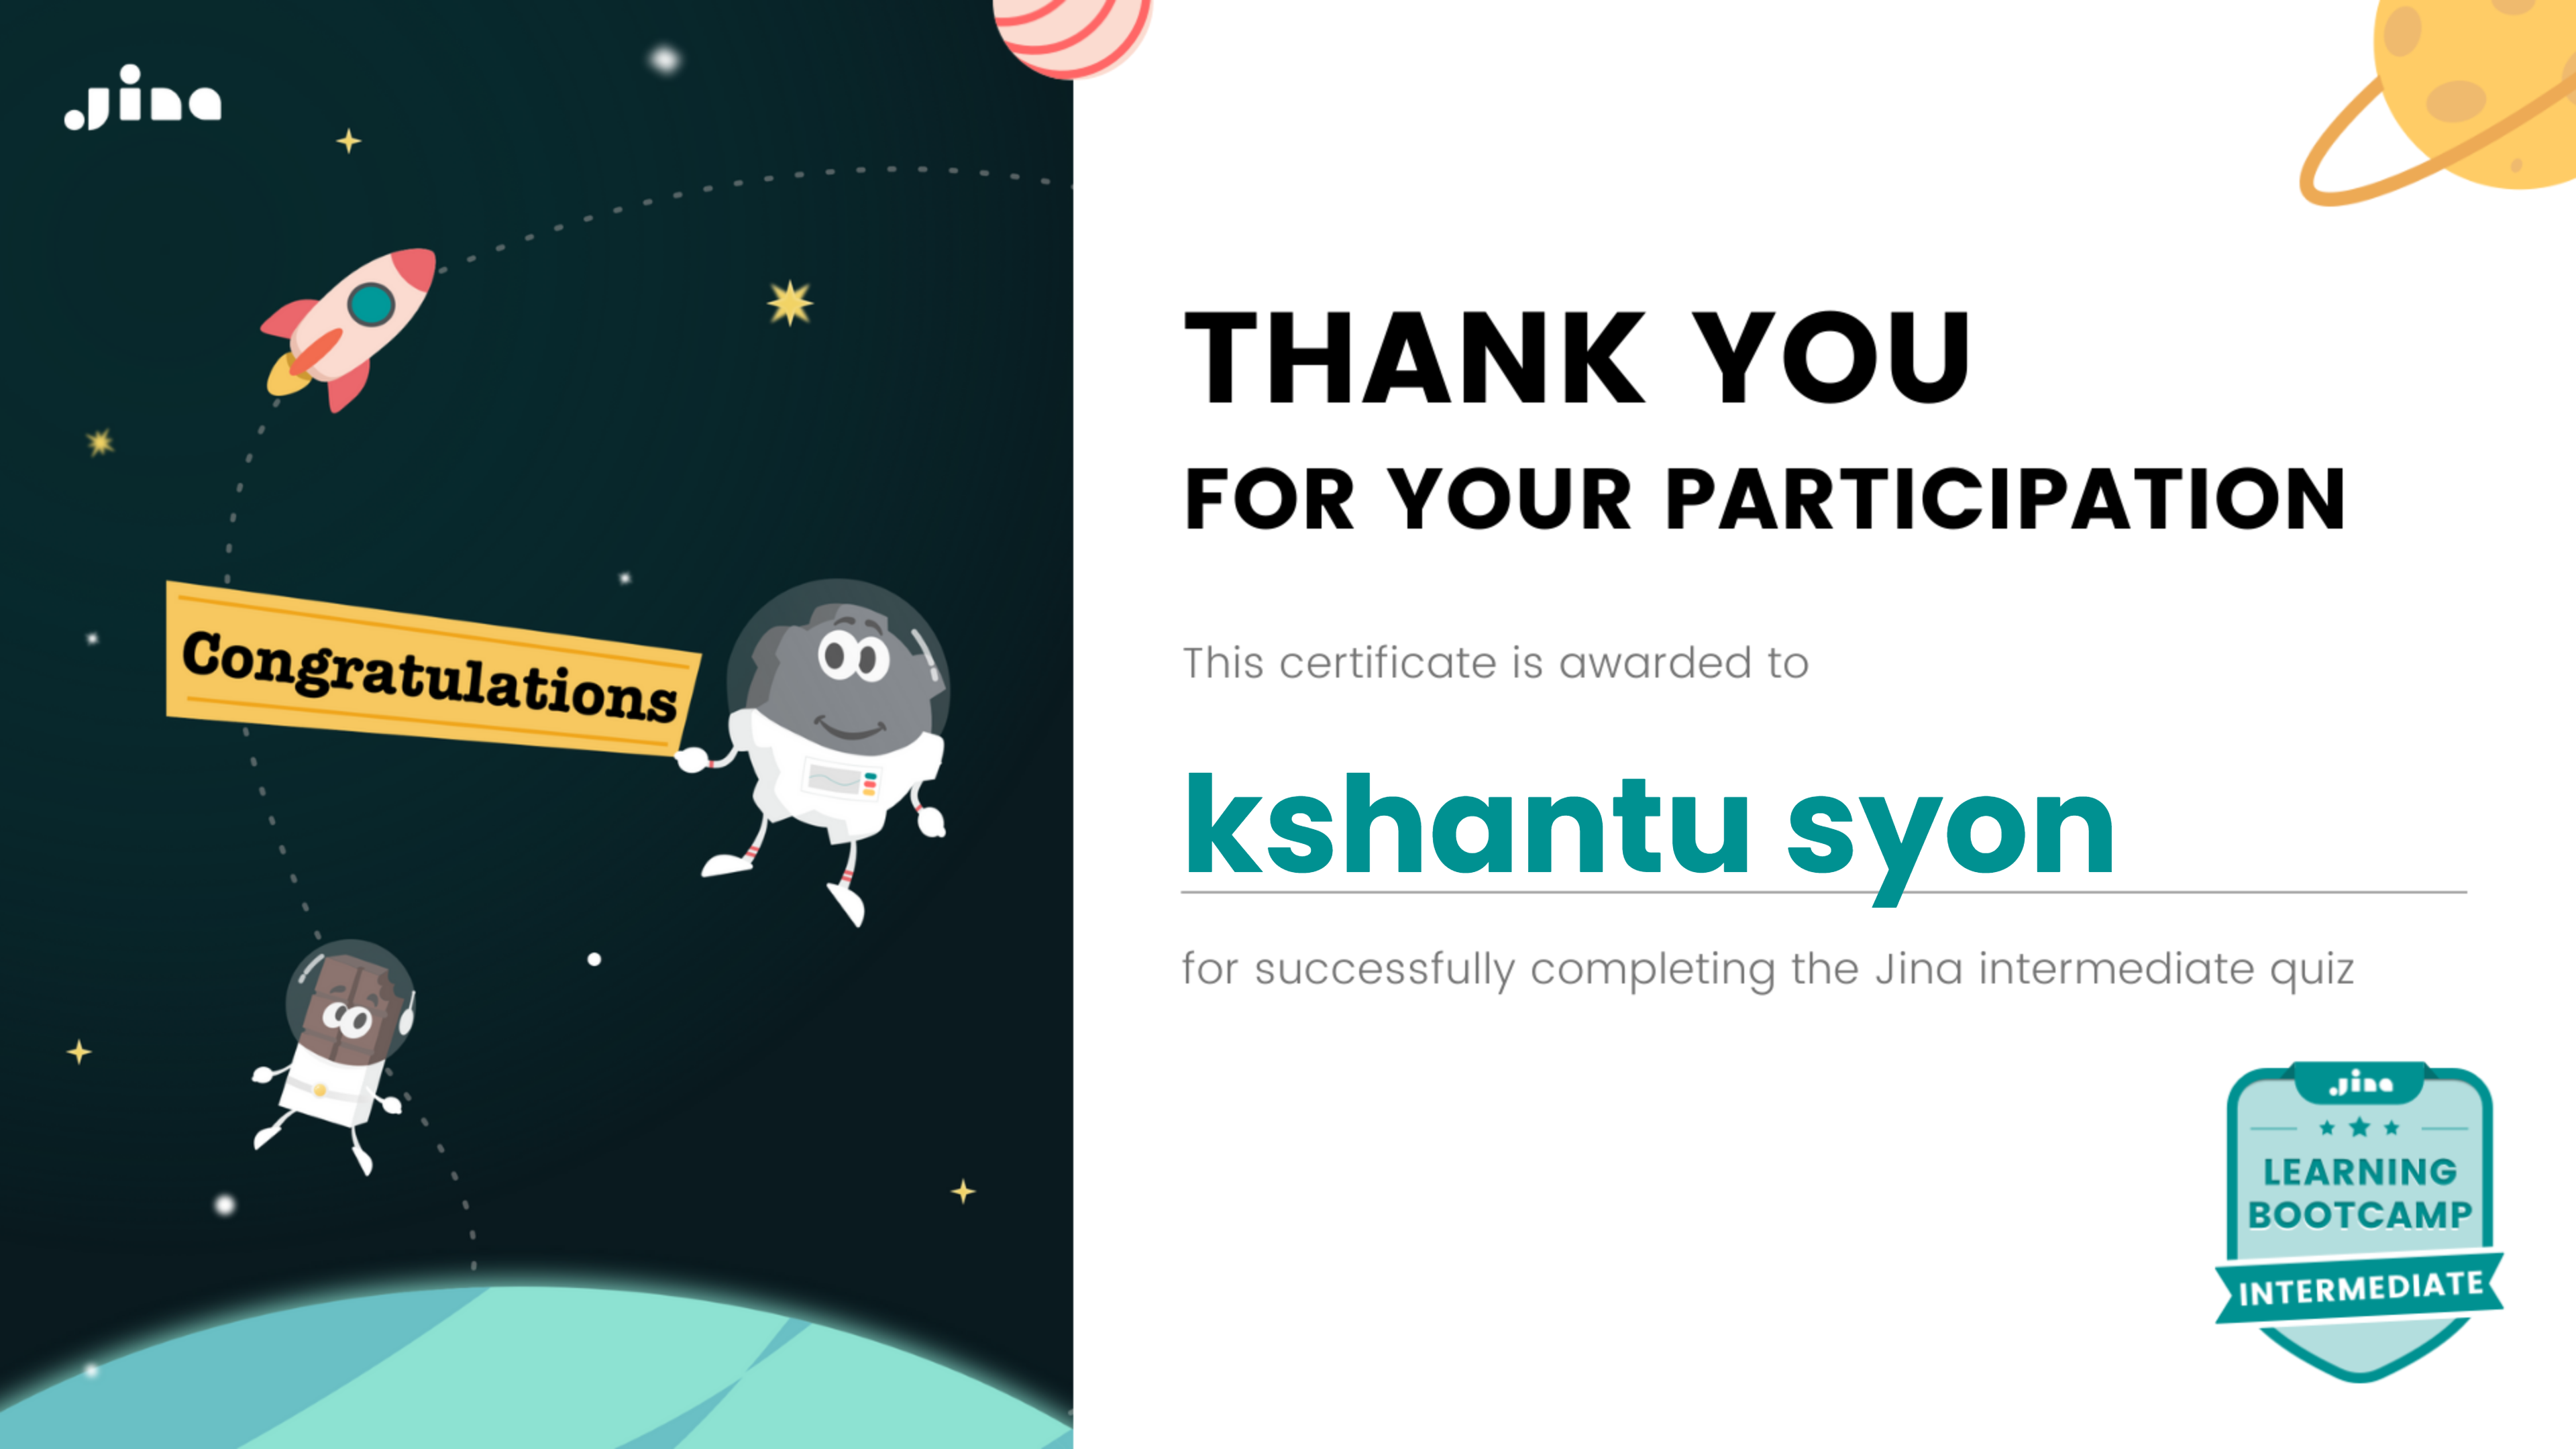 Jina
Congratulations
THANK YOU
FOR YOUR PARTICIPATION
This certificate is awarded to
kshantu syon
for successfully completing the Jina intermediate quiz
Jina
LEARNING
BOOTCAMP
INTERMEDIATE